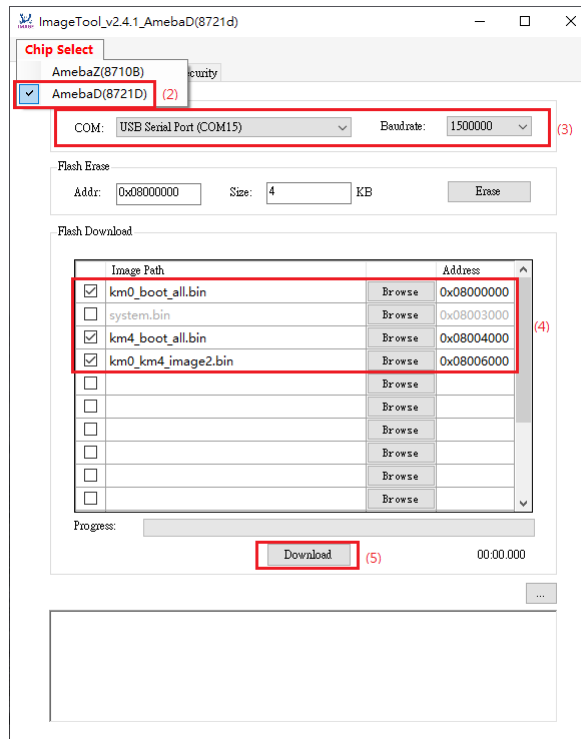 ImageTool_v2.4.1_AmebaD(8721d)
Chip Select
AmebaZ(8710B)
AmebaD(8721D) (2)
COM: USB Serial Port (COM15) Baudrate: 1500000 (3)
Flash Erase
Addr: 0x08000000 Size: 4 KB Erase
Flash Download
Image Path Address
km0_boot_all.bin Browse 0x08000000
system.bin Browse 0x08003000
(4)
km4_boot_all.bin Browse 0x08004000
km0_km4_image2.bin Browse 0x08006000
Browse
Browse
Browse
Browse
Browse
Browse
Progress:
Download (5) 00:00.000
...